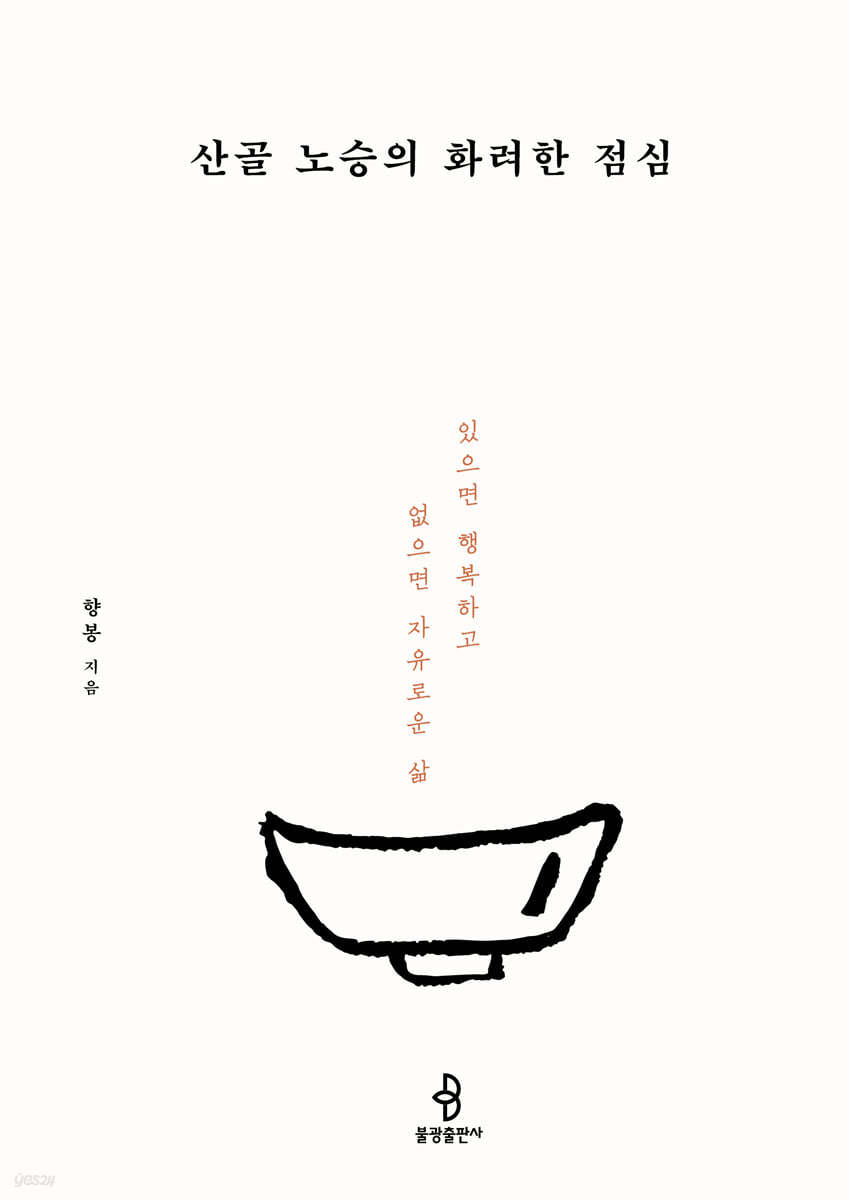 산골 노승의 화려한 점심
있으면 행복하고
없으면 자유로운 삶
향봉 지음
불광출판사
yes24